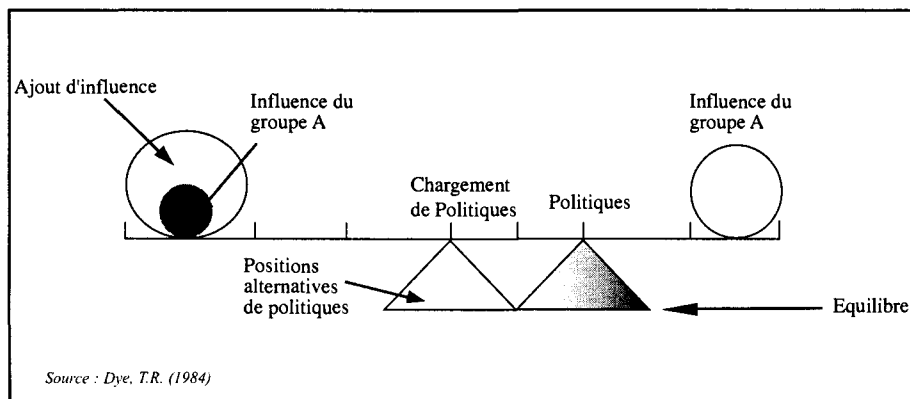 Ajout d'influence
Influence du
groupe A
Influence du
groupe A
Chargement
de Politiques
Politiques
Positions
alternatives
de politiques
Equilibre
Source : Dye, T.R. (1984)